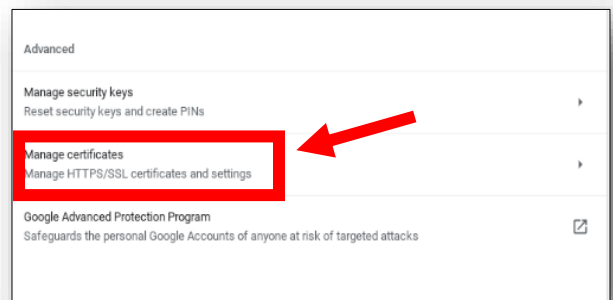 Advanced
Manage security keys
Reset security keys and create PINs
Manage certificates
Manage HTTPS/SSL certificates and settings
Google Advanced Protection Program
Safeguards the personal Google Accounts of anyone at risk of targeted attacks